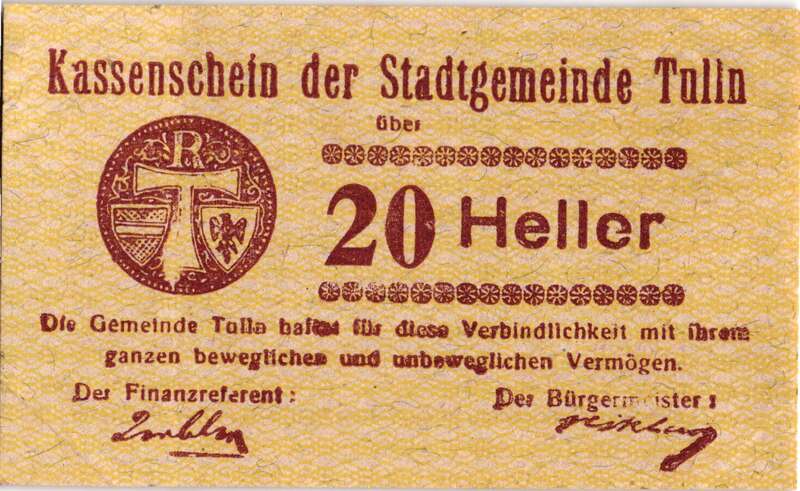 Kassenschein der Stadtgemeinde Tulln
über
R
T
20 Heller
Die Gemeinde Tulln haftet für diese Verbindlichkeit mit ihrem
ganzen beweglichen und unbeweglichen Vermögen.
Der Finanzreferent:
Der Bürgermeister: